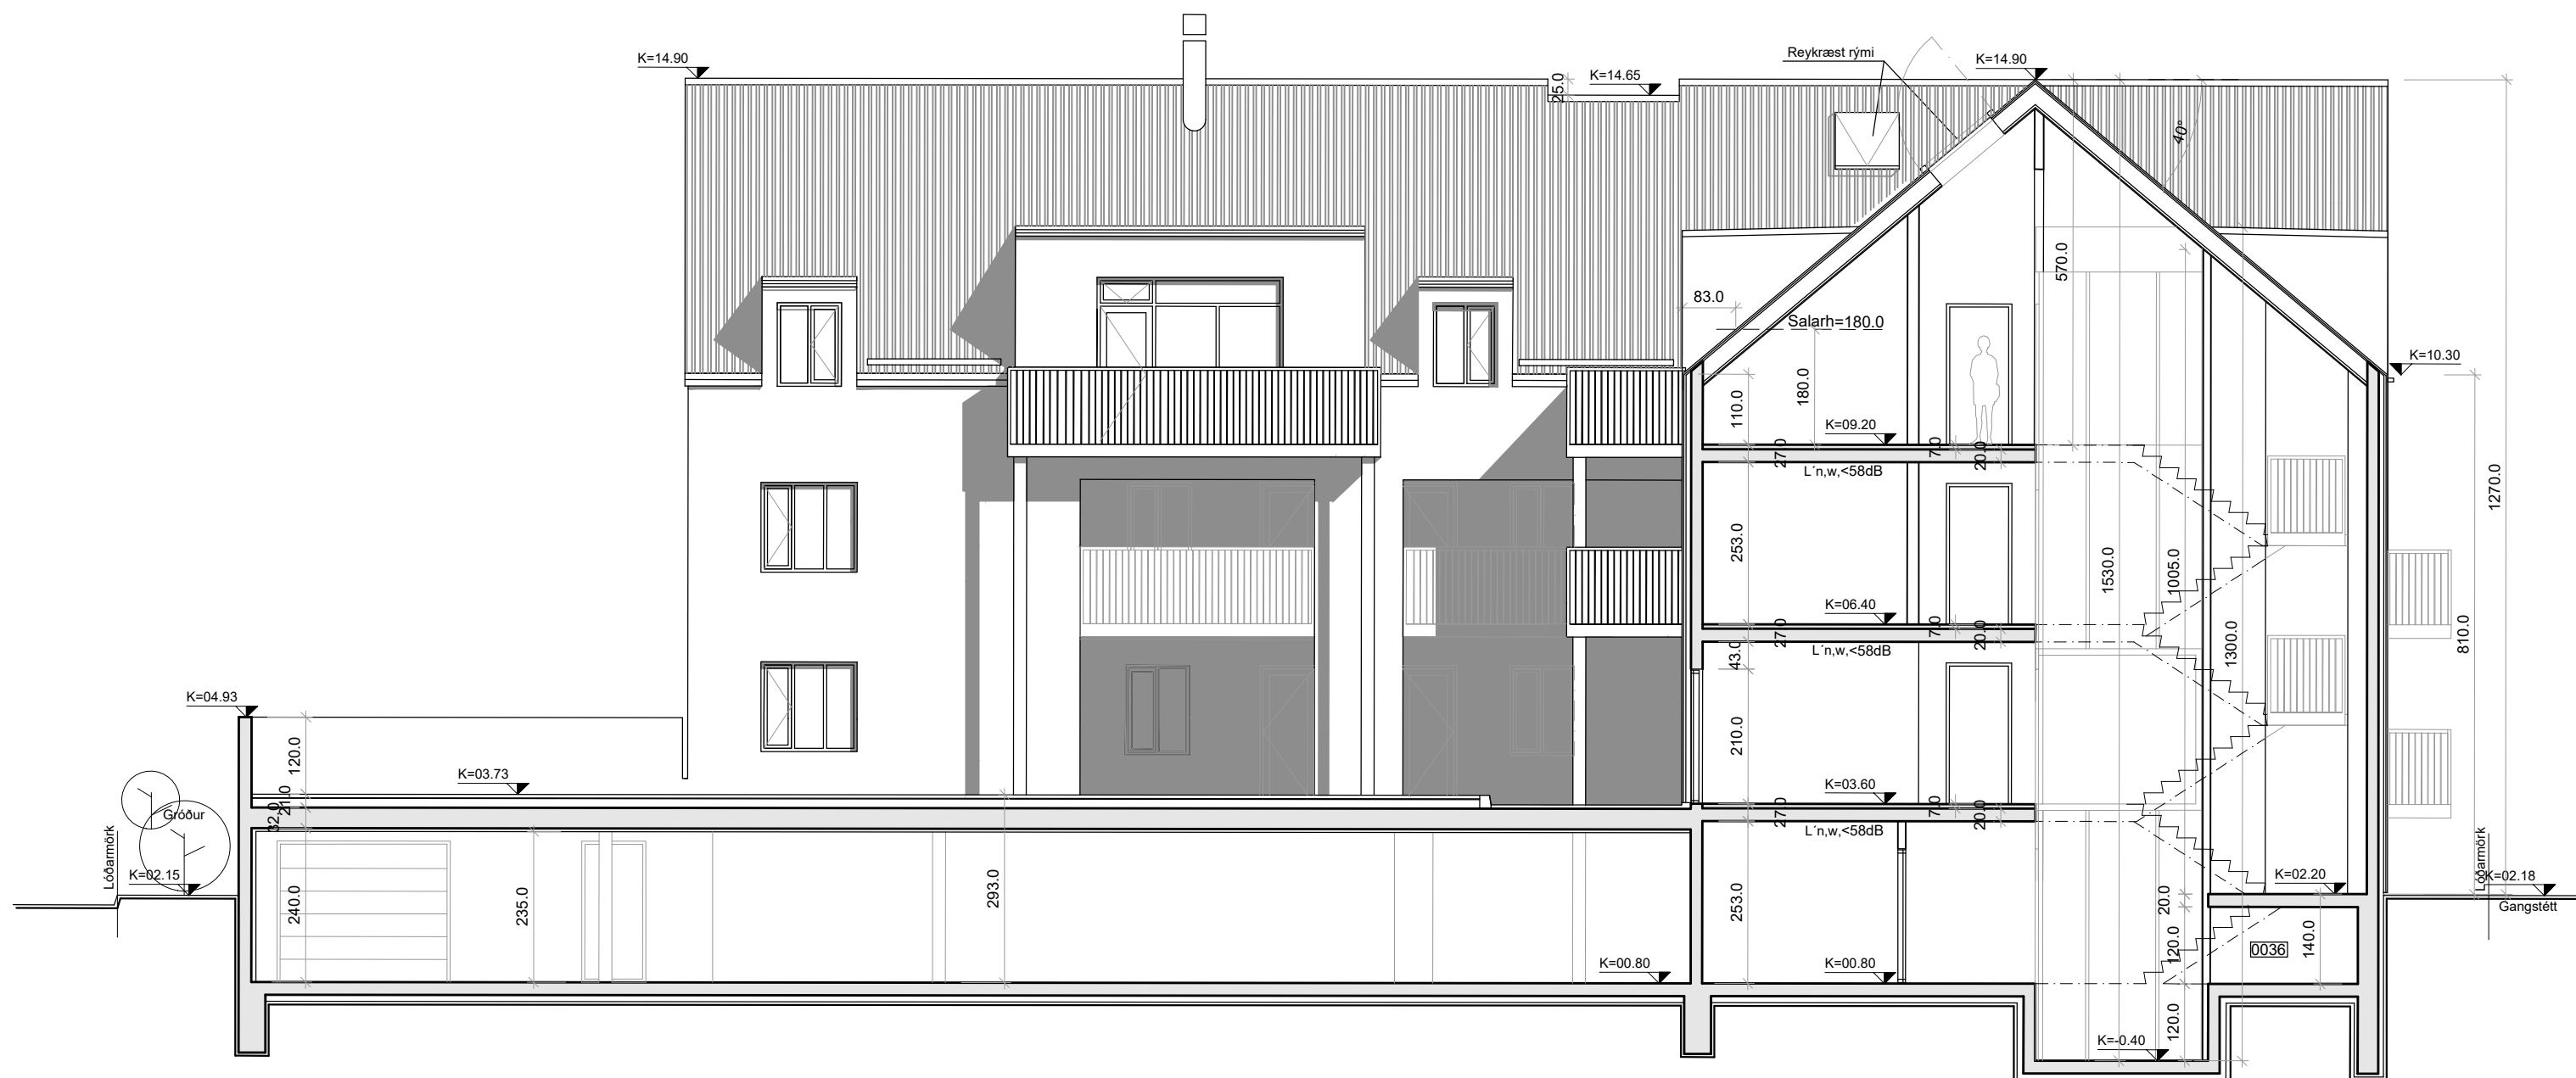 Reykræst rými
K=14.90
K=14.65
K=14.90
25.0
40°
570.0
83.0
Salarh=180.0
K=10.30
180.0
110.0
K=09.20
27.0
7.0
20.0
L´n,w,<58dB
1270.0
253.0
1530.0
1005.0
K=06.40
27.0
7.0
20.0
L´n,w,<58dB
43.0
1300.0
810.0
K=04.93
120.0
210.0
K=03.73
K=03.60
21.0
32.0
27.0
7.0
20.0
L´n,w,<58dB
Gróður
Lóðarmörk
Lóðarmörk
K=02.15
K=02.20
K=02.18
Gangstétt
240.0
235.0
293.0
253.0
20.0
120.0
0036
140.0
K=00.80
K=00.80
120.0
K=-0.40